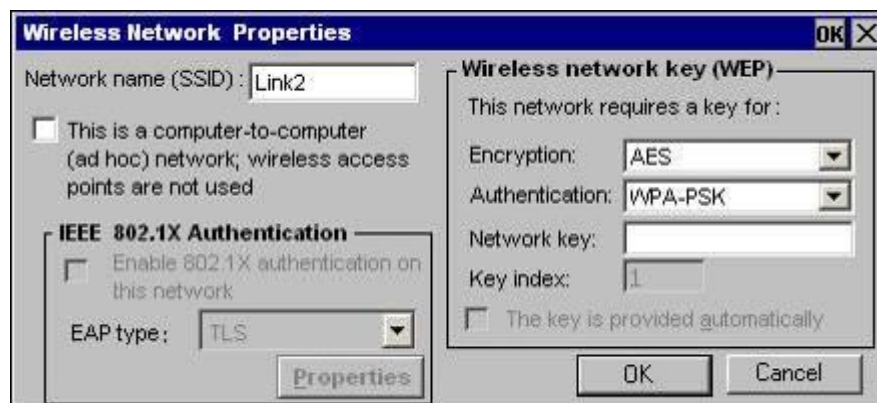 Wireless Network Properties
OK
Network name (SSID) : Link2
This is a computer-to-computer
(ad hoc) network; wireless access
points are not used
IEEE 802.1X Authentication
Enable 802.1X authentication on
this network
EAP type: TLS
Properties
Wireless network key (WEP)
This network requires a key for:
Encryption: AES
Authentication: WPA-PSK
Network key:
Key index: 1
The key is provided automatically
OK
Cancel